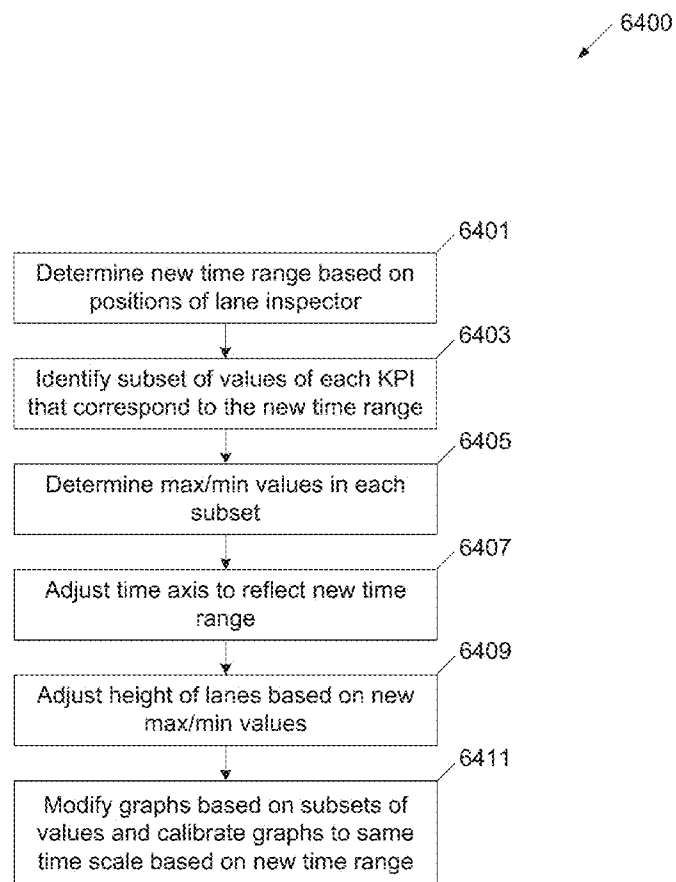 6400
6401
Determine new time range based on
positions of lane inspector
6403
Identify subset of values of each KPI
that correspond to the new time range
6405
Determine max/min values in each
subset
6407
Adjust time axis to reflect new time
range
6409
Adjust height of lanes based on new
max/min values
6411
Modify graphs based on subsets of
values and calibrate graphs to same
time scale based on new time range